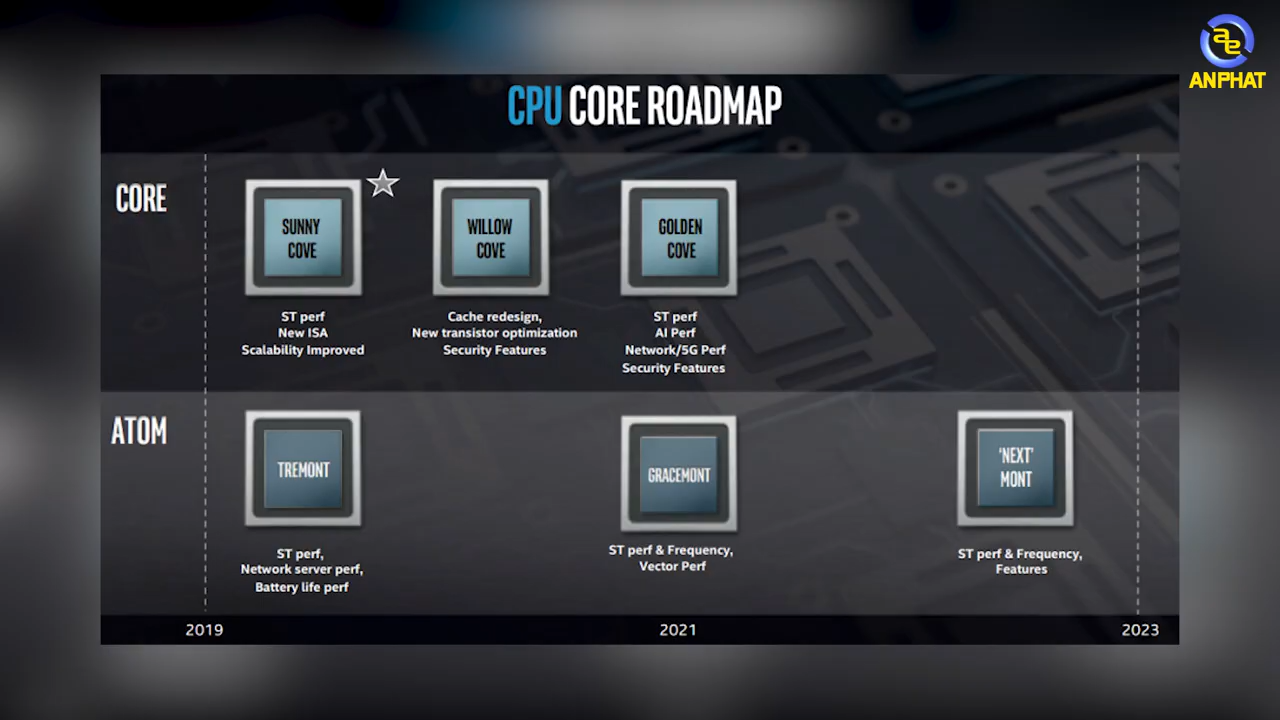 ae
ANPHAT
CPU CORE ROADMAP
CORE
SUNNY
COVE
ST perf
New ISA
Scalability Improved
WILLOW
COVE
Cache redesign,
New transistor optimization
Security Features
GOLDEN
COVE
ST perf
AI Perf
Network/5G Perf
Security Features
ATOM
TREMONT
ST perf,
Network server perf,
Battery life perf
GRACEMONT
ST perf & Frequency,
Vector Perf
‘NEXT’
MONT
ST perf & Frequency,
Features
2019
2021
2023